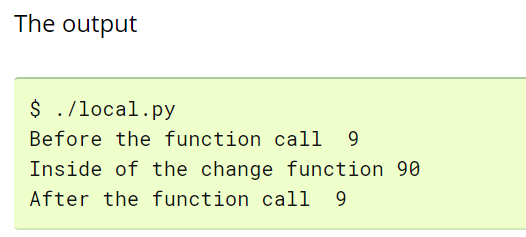 The output
$ ./local.py
Before the function call  9
Inside of the change function 90
After the function call  9